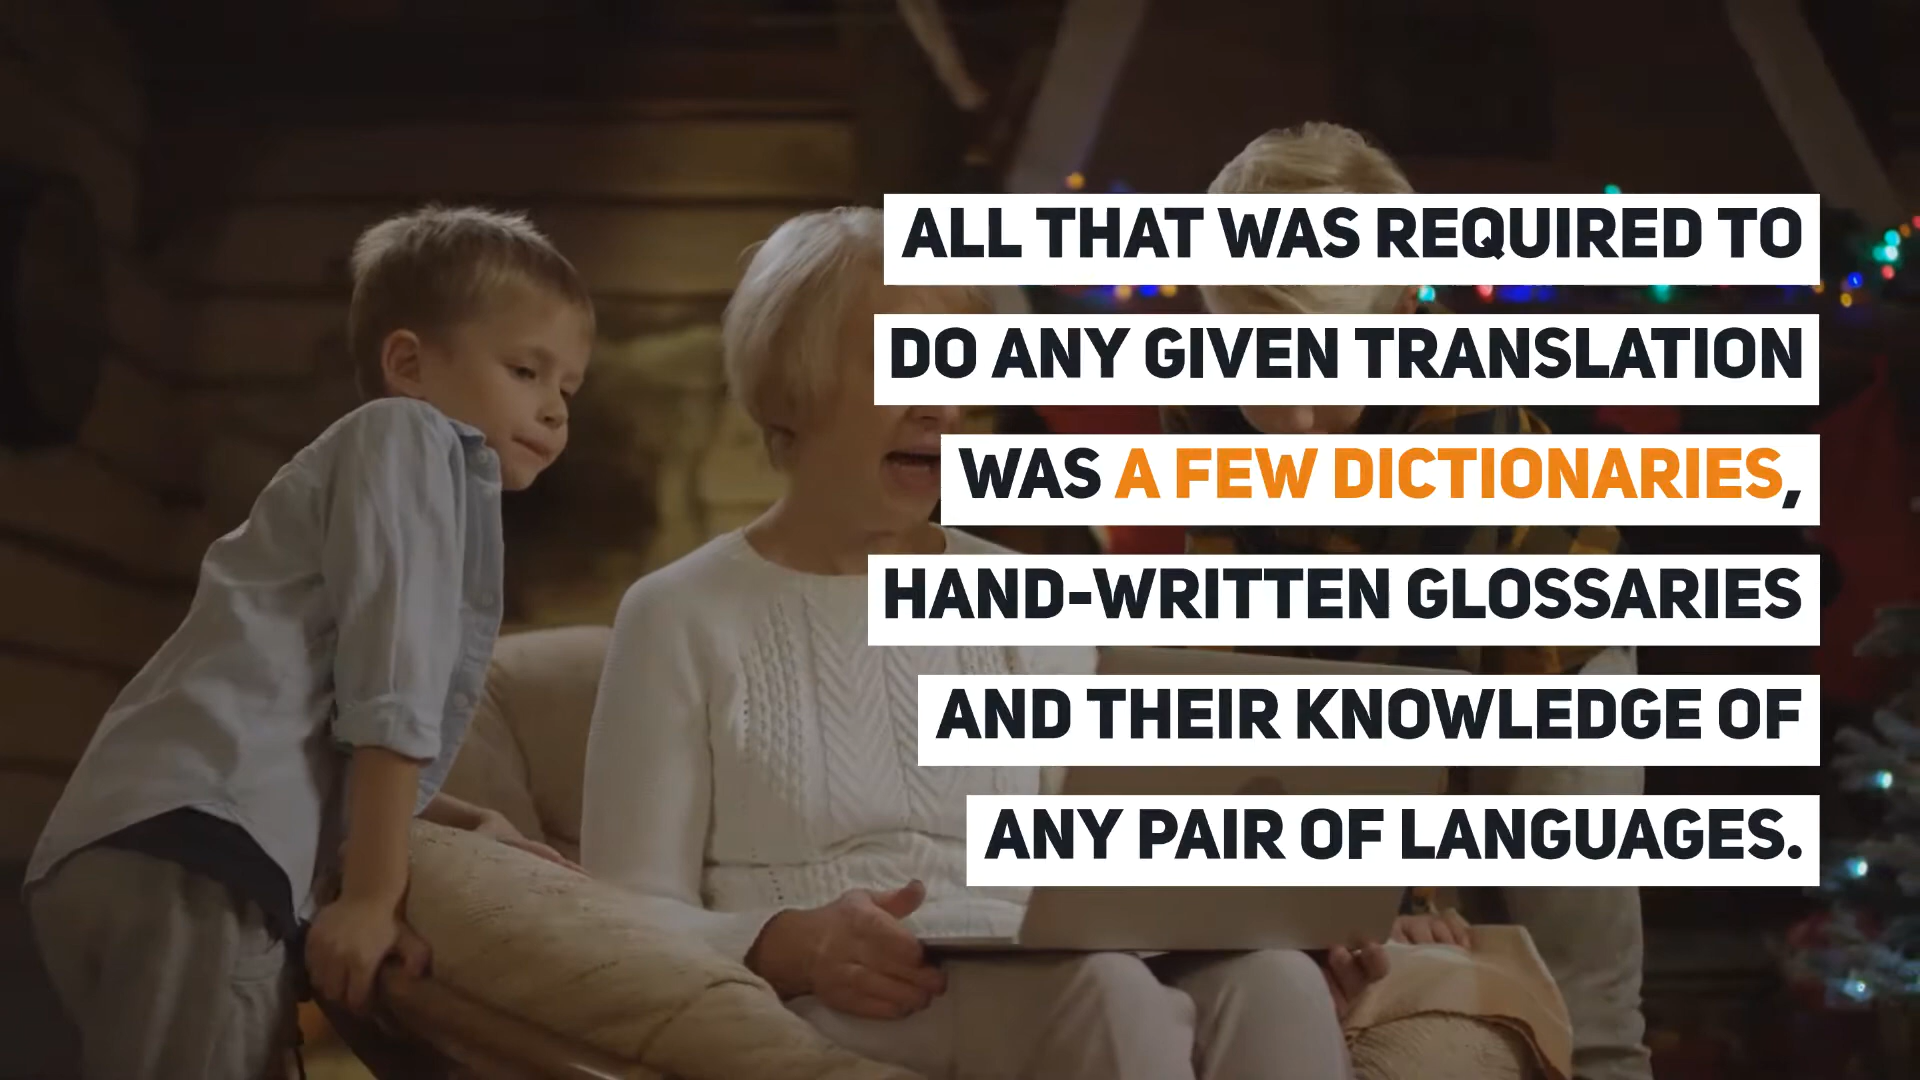 ALL THAT WAS REQUIRED TO
DO ANY GIVEN TRANSLATION
WAS A FEW DICTIONARIES,
HAND-WRITTEN GLOSSARIES
AND THEIR KNOWLEDGE OF
ANY PAIR OF LANGUAGES.